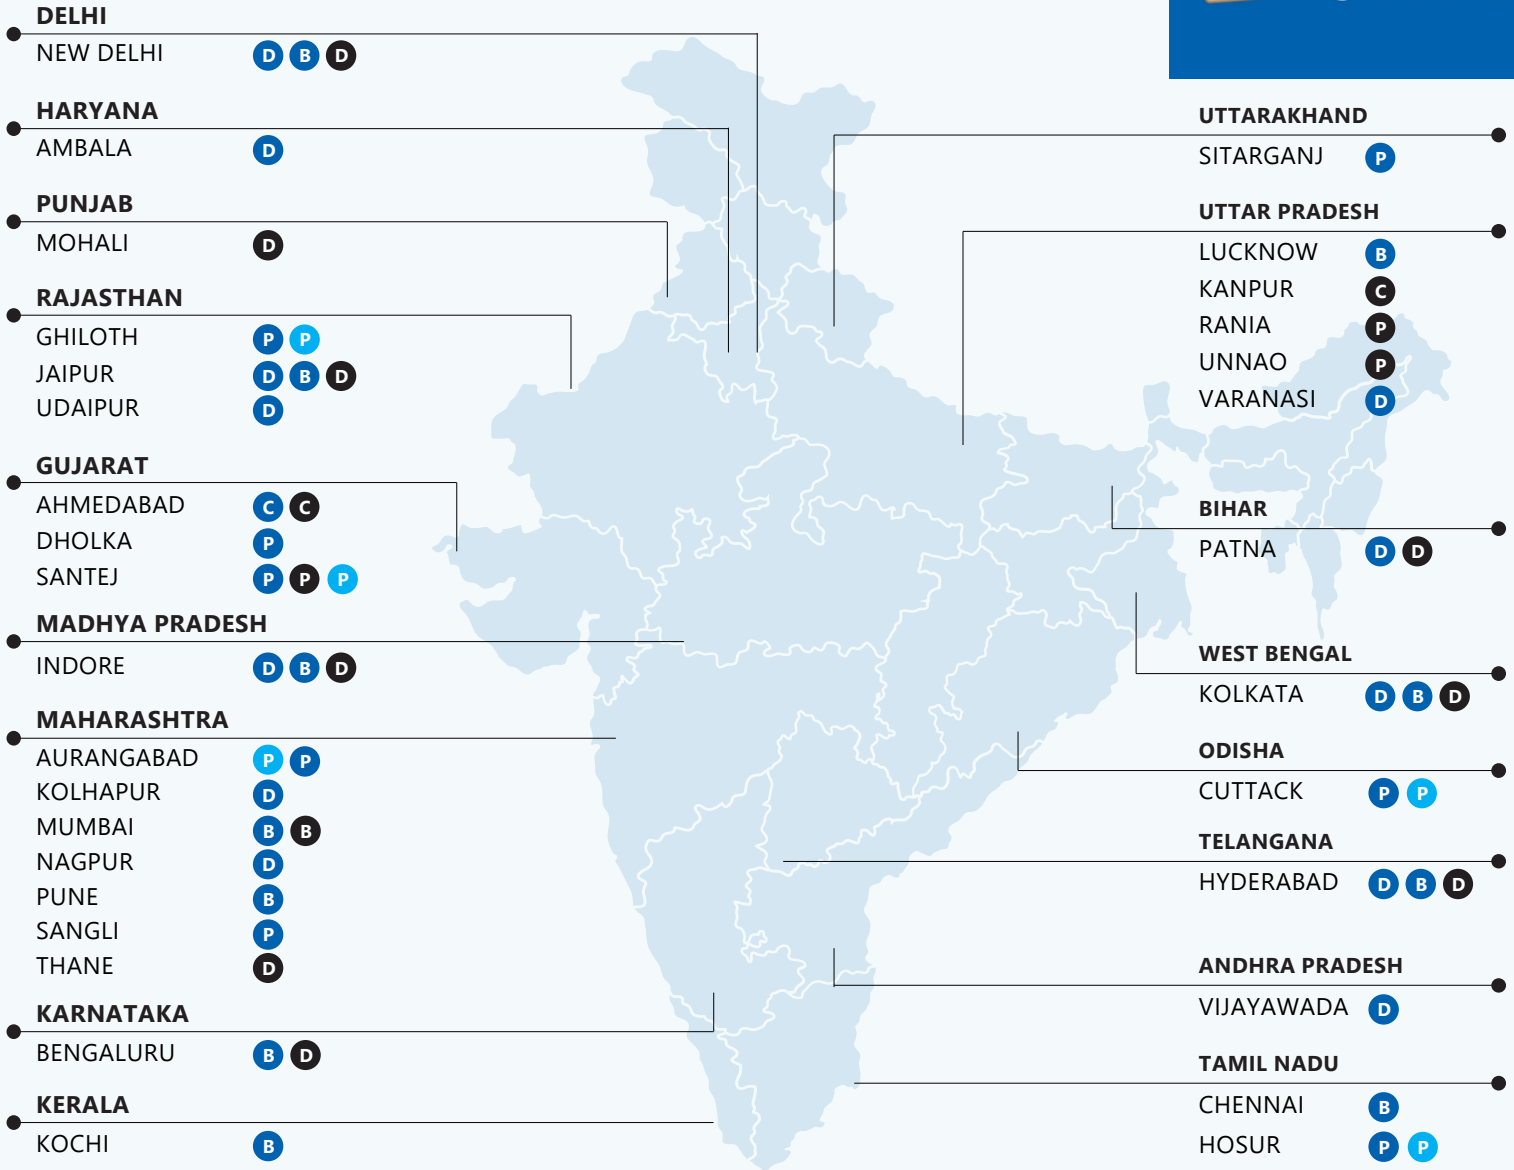 DELHI
NEW DELHI D B D
HARYANA
AMBALA D
PUNJAB
MOHALI D
RAJASTHAN
GHILOTH P P
JAIPUR D B D
UDAIPUR D
GUJARAT
AHMEDABAD C C
DHOLKA P
SANTEJ P P P
MADHYA PRADESH
INDORE D B D
MAHARASHTRA
AURANGABAD P P
KOLHAPUR D
MUMBAI B B
NAGPUR D
PUNE B
SANGLI P
THANE D
KARNATAKA
BENGALURU B D
KERALA
KOCHI B
UTTARAKHAND
SITARGANJ P
UTTAR PRADESH
LUCKNOW B
KANPUR C
RANIA P
UNNAO P
VARANASI D
BIHAR
PATNA D D
WEST BENGAL
KOLKATA D B D
ODISHA
CUTTACK P P
TELANGANA
HYDERABAD D B D
ANDHRA PRADESH
VIJAYAWADA D
TAMIL NADU
CHENNAI B
HOSUR P P